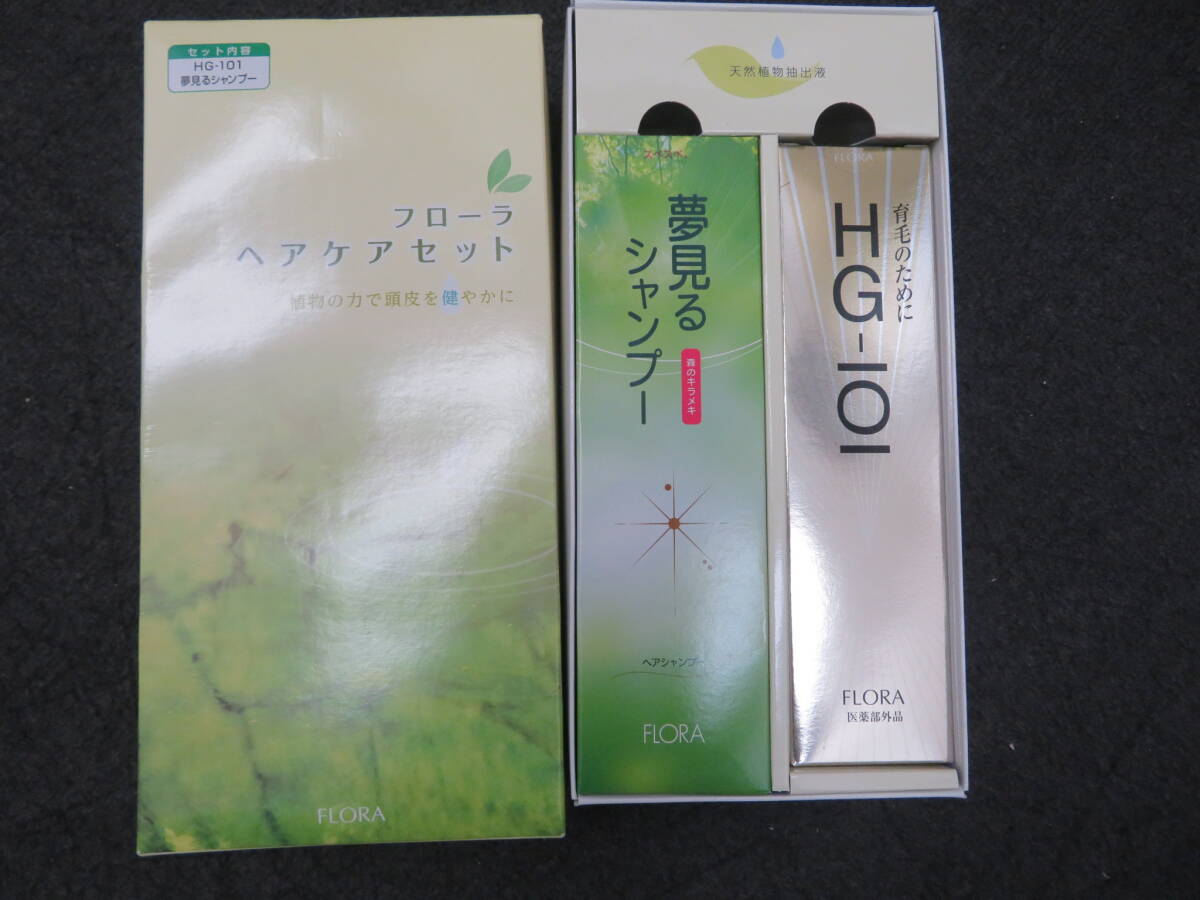 セット内容
HG-101
夢見るシャンプー
フローラ
ヘアケアセット
植物の力で頭皮を健やかに
FLORA
天然植物抽出液
スベスベ
夢見る
シャンプー
森のキラメキ
ヘアシャンプー
FLORA
FLORA
育毛のために
HG-101
FLORA
医薬部外品